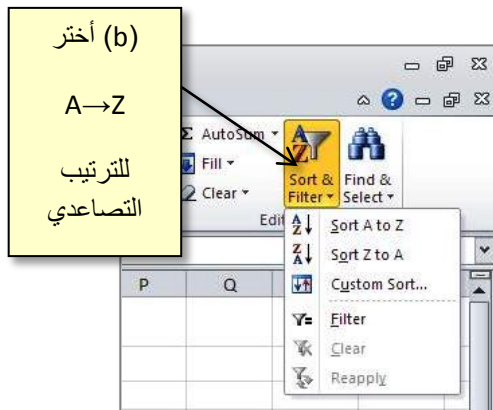 (b) أختر
A→Z
للترتيب
التصاعدي
Σ AutoSum
Fill
Clear
Sort & Filter
Find & Select
Edi
Sort A to Z
Sort Z to A
Custom Sort...
Filter
Clear
Reapply
P Q